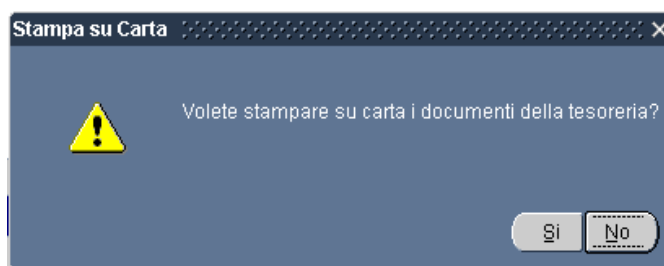 Stampa su Carta
Volete stampare su carta i documenti della tesoreria?
Si No